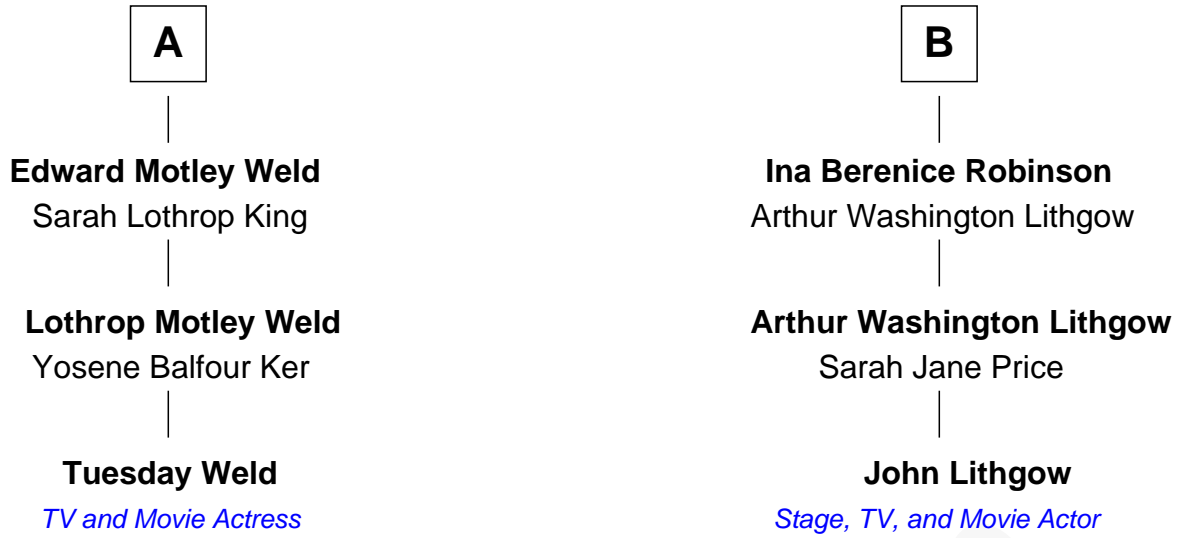 A
Edward Motley Weld
Sarah Lothrop King
Lothrop Motley Weld
Yosene Balfour Ker
Tuesday Weld
TV and Movie Actress
B
Ina Berenice Robinson
Arthur Washington Lithgow
Arthur Washington Lithgow
Sarah Jane Price
John Lithgow
Stage, TV, and Movie Actor